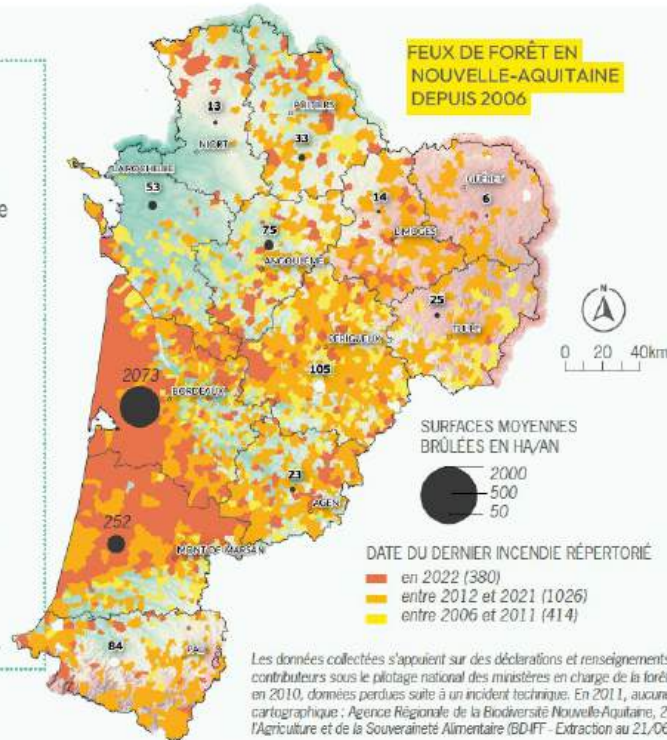 FEUX DE FORÊT EN
NOUVELLE-AQUITAINE
DEPUIS 2006
13
NIORT
POITIERS
33
LA ROCHELLE
53
GUÉRET
6
14
LIMOGES
75
ANGOULÊME
25
TULLE
PÉRIGUEUX
105
2073
BORDEAUX
23
AGEN
252
MONT DE MARSAN
84
PAU
N
0 20 40km
SURFACES MOYENNES
BRÛLÉES EN HA/AN
2000
500
50
DATE DU DERNIER INCENDIE RÉPERTORIÉ
en 2022 (380)
entre 2012 et 2021 (1026)
entre 2006 et 2011 (414)
Les données collectées s'appuient sur des déclarations et renseignements
contributeurs sous le pilotage national des ministères en charge de la forêt
en 2010, données perdues suite à un incident technique. En 2011, aucune
cartographique : Agence Régionale de la Biodiversité Nouvelle-Aquitaine, 2
l'Agriculture et de la Souveraineté Alimentaire (BDIFF - Extraction au 21/06